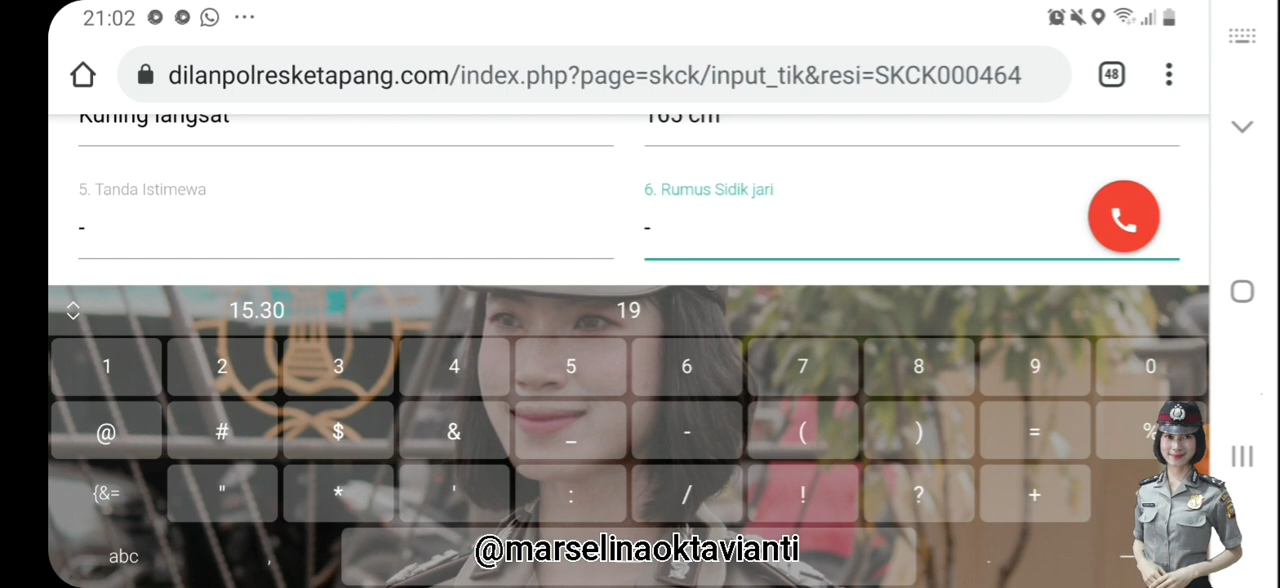 21:02
dilanpolresketapang.com/index.php?page=skck/input_tik&resi=SKCK000464
48
Kuning langsat
165 cm
5. Tanda Istimewa
6. Rumus Sidik jari
-
-
15.30
19
1 2 3 4 5 6 7 8 9 0
@ # $ & _ - ( ) = %
{&= " * ' : / ! ? +
abc , .
@marselinaoktavianti